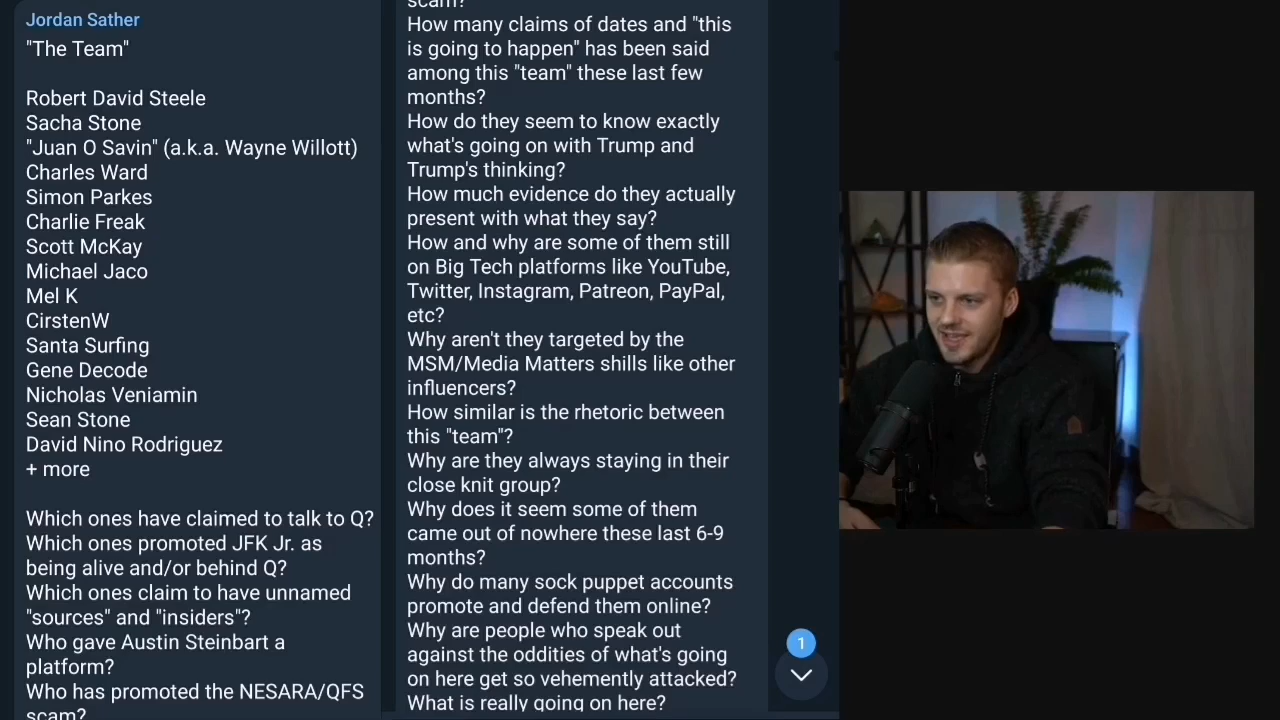 Jordan Sather
"The Team"
Robert David Steele
Sacha Stone
"Juan O Savin" (a.k.a. Wayne Willott)
Charles Ward
Simon Parkes
Charlie Freak
Scott McKay
Michael Jaco
Mel K
CirstenW
Santa Surfing
Gene Decode
Nicholas Veniamin
Sean Stone
David Nino Rodriguez
+ more
Which ones have claimed to talk to Q?
Which ones promoted JFK Jr. as
being alive and/or behind Q?
Which ones claim to have unnamed
"sources" and "insiders"?
Who gave Austin Steinbart a
platform?
Who has promoted the NESARA/QFS
scam?
scam?
How many claims of dates and "this
is going to happen" has been said
among this "team" these last few
months?
How do they seem to know exactly
what's going on with Trump and
Trump's thinking?
How much evidence do they actually
present with what they say?
How and why are some of them still
on Big Tech platforms like YouTube,
Twitter, Instagram, Patreon, PayPal,
etc?
Why aren't they targeted by the
MSM/Media Matters shills like other
influencers?
How similar is the rhetoric between
this "team"?
Why are they always staying in their
close knit group?
Why does it seem some of them
came out of nowhere these last 6-9
months?
Why do many sock puppet accounts
promote and defend them online?
Why are people who speak out
against the oddities of what's going
on here get so vehemently attacked?
What is really going on here?
1